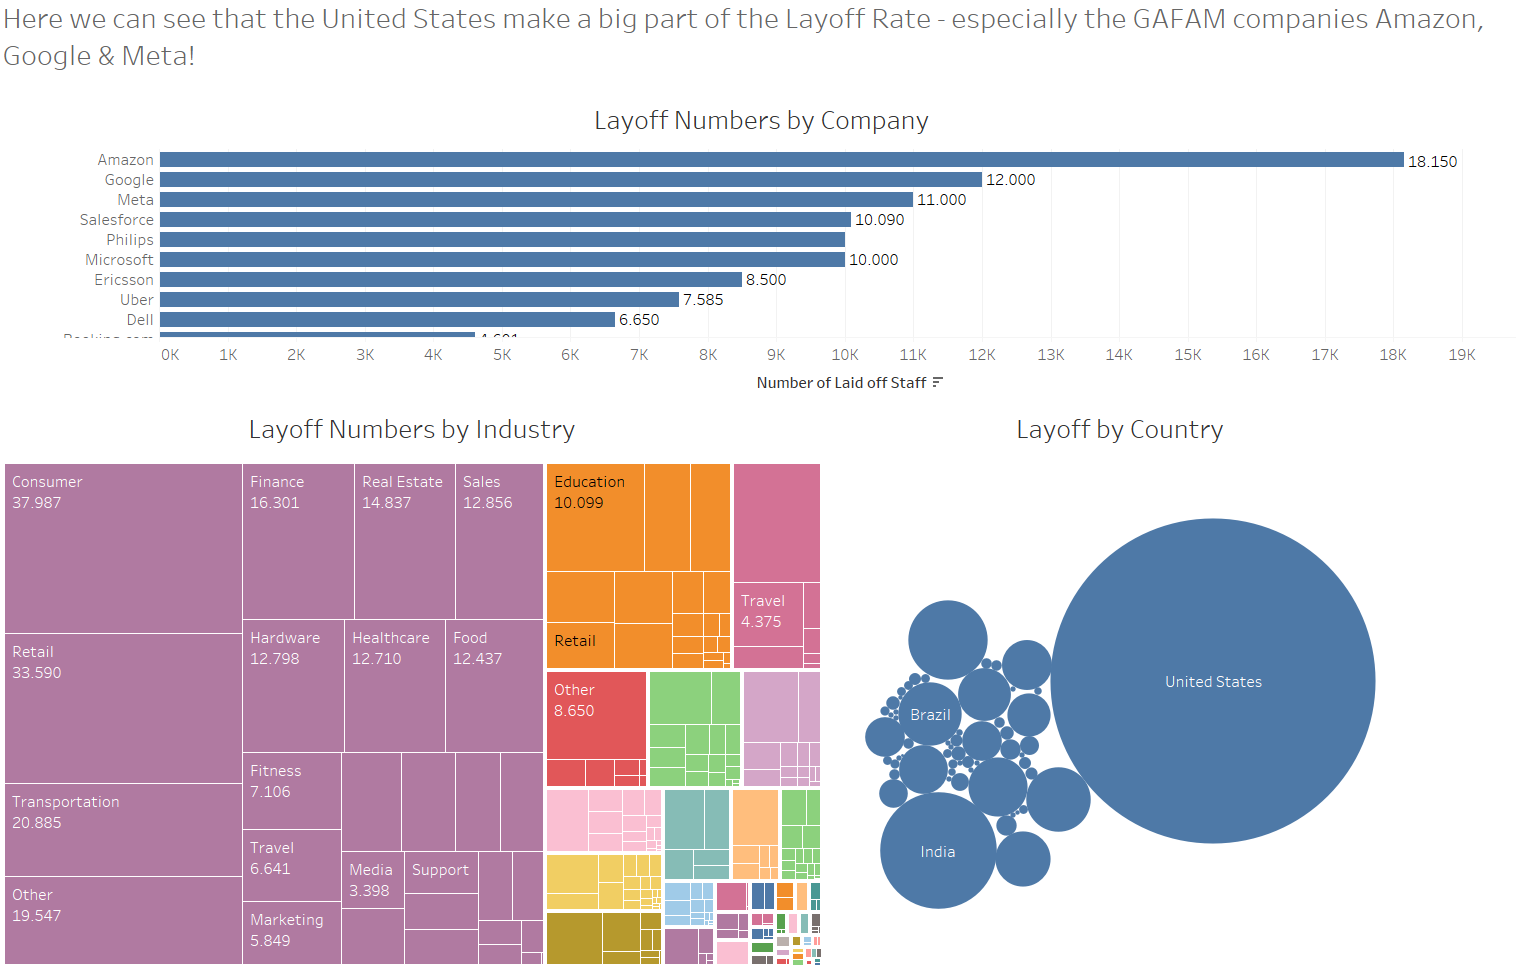 Here we can see that the United States make a big part of the Layoff Rate - especially the GAFAM companies Amazon,
Google & Meta!
Layoff Numbers by Company
Amazon 18.150
Google 12.000
Meta 11.000
Salesforce 10.090
Philips
Microsoft 10.000
Ericsson 8.500
Uber 7.585
Dell 6.650
0K 1K 2K 3K 4K 5K 6K 7K 8K 9K 10K 11K 12K 13K 14K 15K 16K 17K 18K 19K
Number of Laid off Staff
Layoff Numbers by Industry
Consumer
37.987
Retail
33.590
Transportation
20.885
Other
19.547
Finance
16.301
Real Estate
14.837
Sales
12.856
Hardware
12.798
Healthcare
12.710
Food
12.437
Fitness
7.106
Travel
6.641
Marketing
5.849
Media
3.398
Support
Education
10.099
Retail
Travel
4.375
Other
8.650
Layoff by Country
United States
Brazil
India